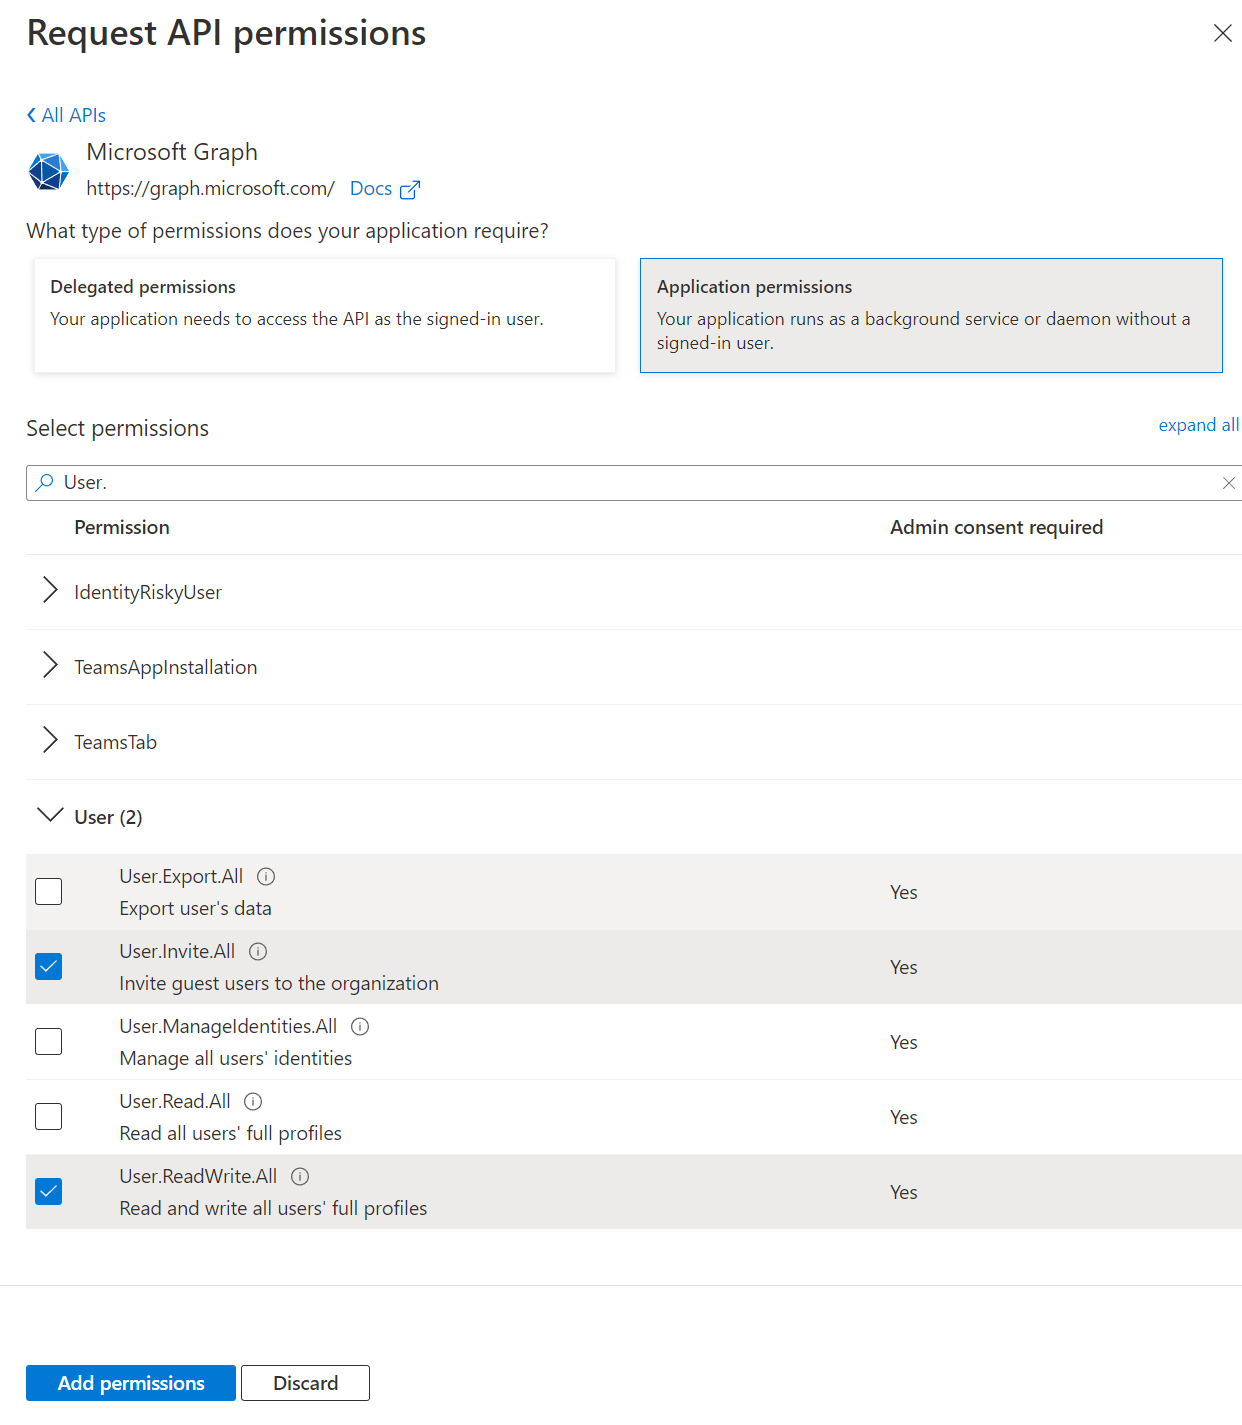 Request API permissions
All APIs
Microsoft Graph
https://graph.microsoft.com/ Docs
What type of permissions does your application require?
Delegated permissions
Your application needs to access the API as the signed-in user.
Application permissions
Your application runs as a background service or daemon without a
signed-in user.
Select permissions
expand all
User.
Permission Admin consent required
IdentityRiskyUser
TeamsAppInstallation
TeamsTab
User (2)
User.Export.All
Export user's data
Yes
User.Invite.All
Invite guest users to the organization
Yes
User.ManageIdentities.All
Manage all users' identities
Yes
User.Read.All
Read all users' full profiles
Yes
User.ReadWrite.All
Read and write all users' full profiles
Yes
Add permissions Discard